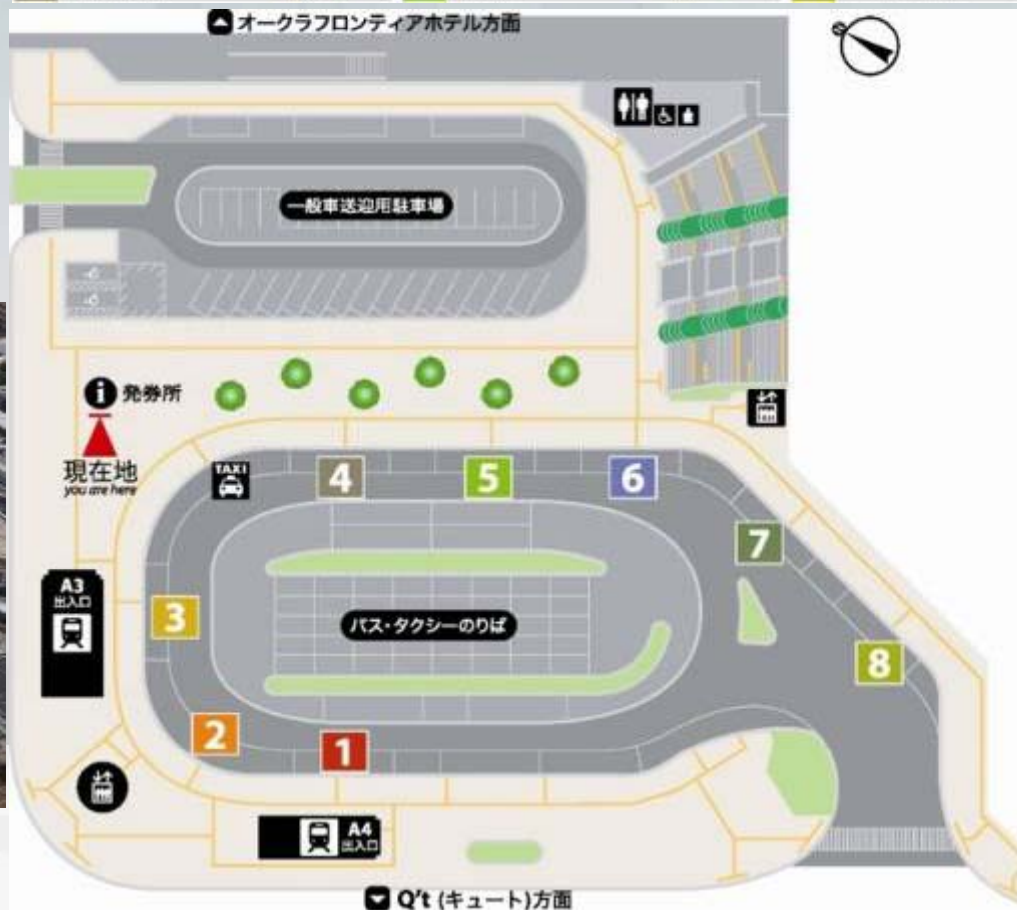 オークラフロンティアホテル方面
一般車送迎用駐車場
i 発券所
現在地
you are here
TAXI
4
5
6
7
A3
出入口
3
バス・タクシーのりば
8
2
1
A4
出入口
Q't (キュート)方面